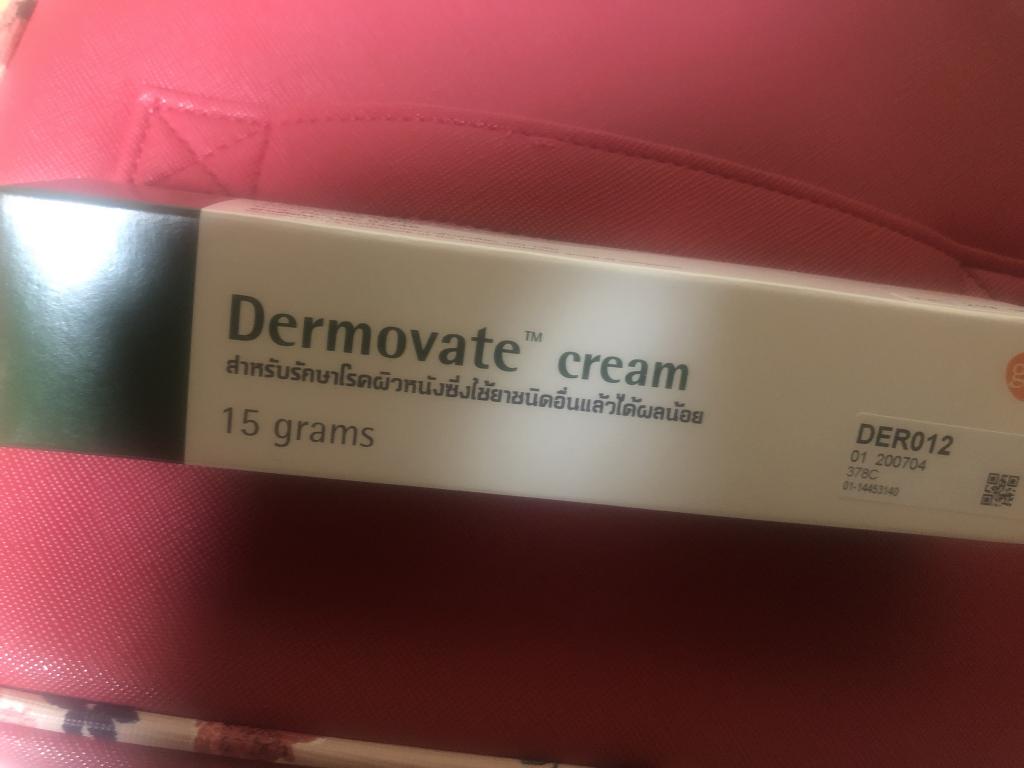 Dermovate™ cream
สำหรับรักษาโรคผิวหนังซึ่งใช้ยาชนิดอื่นแล้วได้ผลน้อย
15 grams
DER012
01 200704
378C
01-14453140